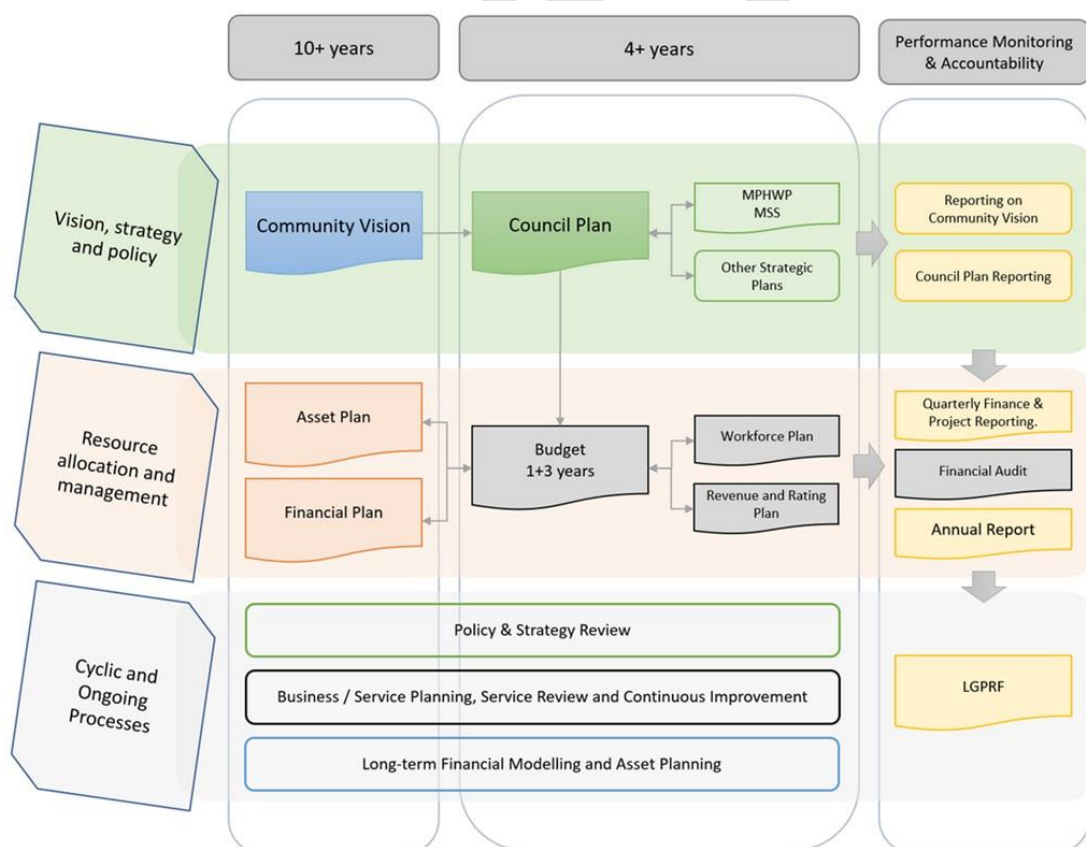 10+ years
4+ years
Performance Monitoring
& Accountability
Vision, strategy
and policy
Community Vision
Council Plan
MPHWP
MSS
Other Strategic
Plans
Reporting on
Community Vision
Council Plan Reporting
Resource
allocation and
management
Asset Plan
Financial Plan
Budget
1+3 years
Workforce Plan
Revenue and Rating
Plan
Quarterly Finance &
Project Reporting.
Financial Audit
Annual Report
Cyclic and
Ongoing
Processes
Policy & Strategy Review
Business / Service Planning, Service Review and Continuous Improvement
Long-term Financial Modelling and Asset Planning
LGPRF